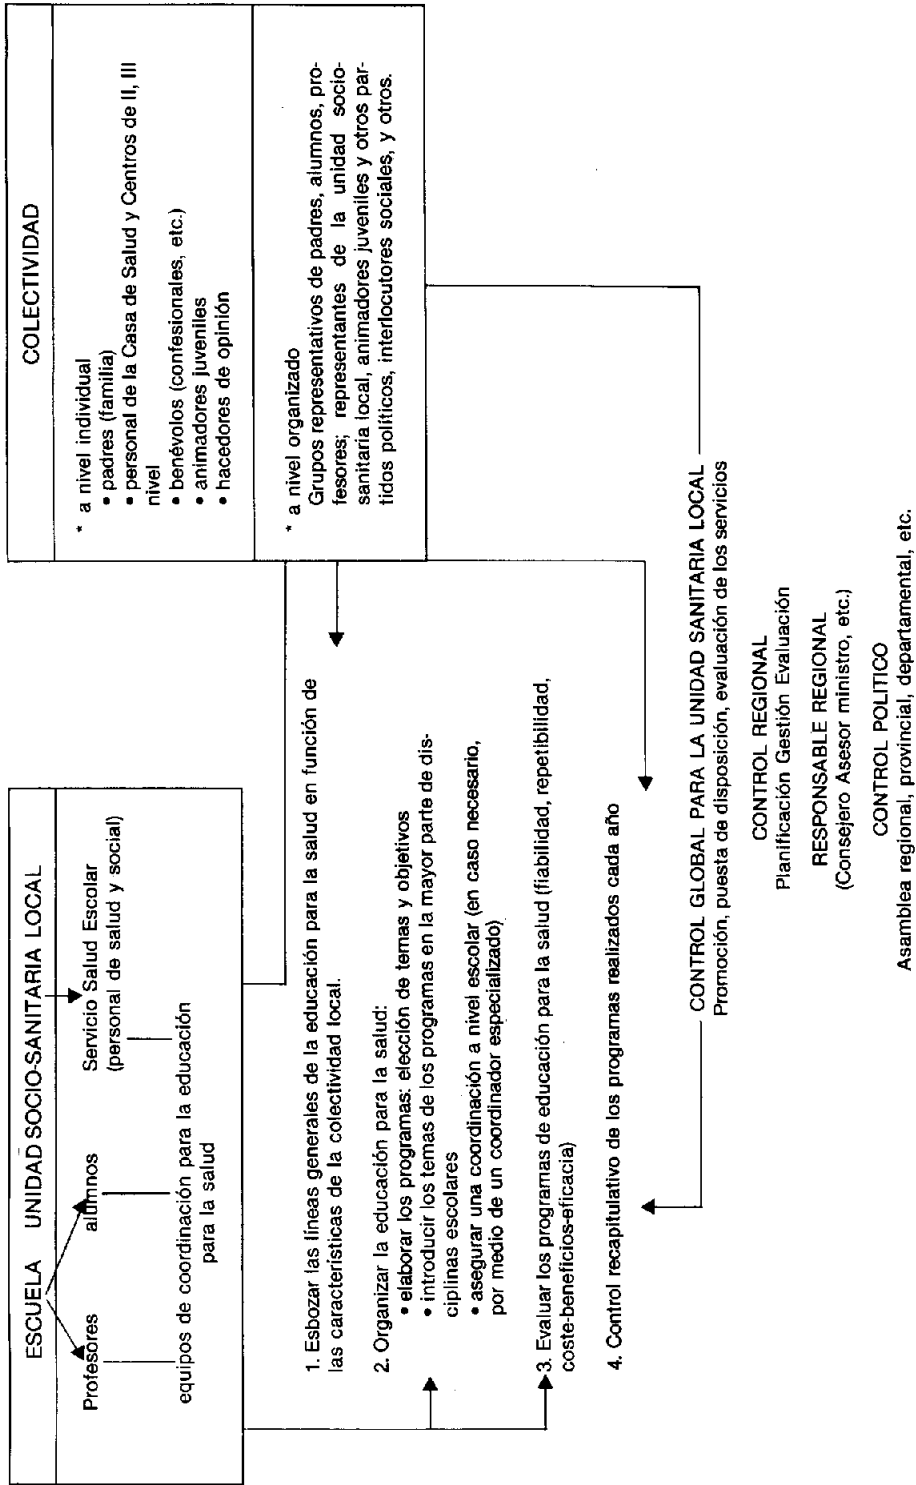 ESCUELA UNIDAD SOCIO-SANITARIA LOCAL
Profesores alumnos Servicio Salud Escolar
(personal de salud y social)
equipos de coordinación para la educación
para la salud
COLECTIVIDAD
* a nivel individual
• padres (familia)
• personal de la Casa de Salud y Centros de II, III
nivel
• benévolos (confesionales, etc.)
• animadores juveniles
• hacedores de opinión
* a nivel organizado
Grupos representativos de padres, alumnos, pro-
fesores; representantes de la unidad socio-
sanitaria local, animadores juveniles y otros par-
tidos políticos, interlocutores sociales, y otros.
1. Esbozar las líneas generales de la educación para la salud en función de
las características de la colectividad local.
2. Organizar la educación para la salud:
• elaborar los programas: elección de temas y objetivos
• introducir los temas de los programas en la mayor parte de dis-
ciplinas escolares
• asegurar una coordinación a nivel escolar (en caso necesario,
por medio de un coordinador especializado)
3. Evaluar los programas de educación para la salud (fiabilidad, repetibilidad,
coste-beneficios-eficacia)
4. Control recapitulativo de los programas realizados cada año
CONTROL GLOBAL PARA LA UNIDAD SANITARIA LOCAL
Promoción, puesta de disposición, evaluación de los servicios
CONTROL REGIONAL
Planificación Gestión Evaluación
RESPONSABLE REGIONAL
(Consejero Asesor ministro, etc.)
CONTROL POLITICO
Asamblea regional, provincial, departamental, etc.